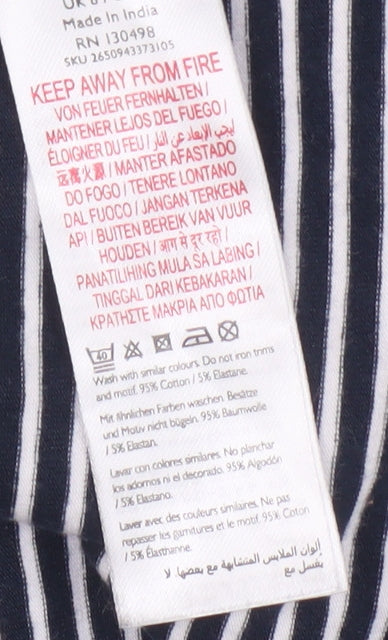 Made In India
RN 130498
SKU 2650943373105
KEEP AWAY FROM FIRE
VON FEUER FERNHALTEN /
MANTENER LEJOS DEL FUEGO /
ÉLOIGNER DU FEU / يجب الإبعاد عن النار /
远离火源 / MANTER AFASTADO
DO FOGO / TENERE LONTANO
DAL FUOCO / JANGAN TERKENA
API / BUITEN BEREIK VAN VUUR
HOUDEN / आग से दूर रहो /
PANATILIHING MULA SA LABING /
TINGGAL DARI KEBAKARAN /
ΚΡΑΤΗΣΤΕ ΜΑΚΡΙΑ ΑΠΟ ΦΩΤΙΑ
40
Wash with similar colours. Do not iron trims
and motif. 95% Cotton / 5% Elastane.
Mit ähnlichen Farben waschen. Besätze
und Motiv nicht bügeln. 95% Baumwolle
/ 5% Elastan.
Lavar con colores similares. No planchar
los adornos ni el decorado. 95% Algodón
/ 5% Elastano.
Laver avec des couleurs similaires. Ne pas
repasser les garnitures et le motif. 95% Coton
/ 5% Élasthanne.
ألوان الملابس المتشابهة مع بعضها. لا
يغسل مع